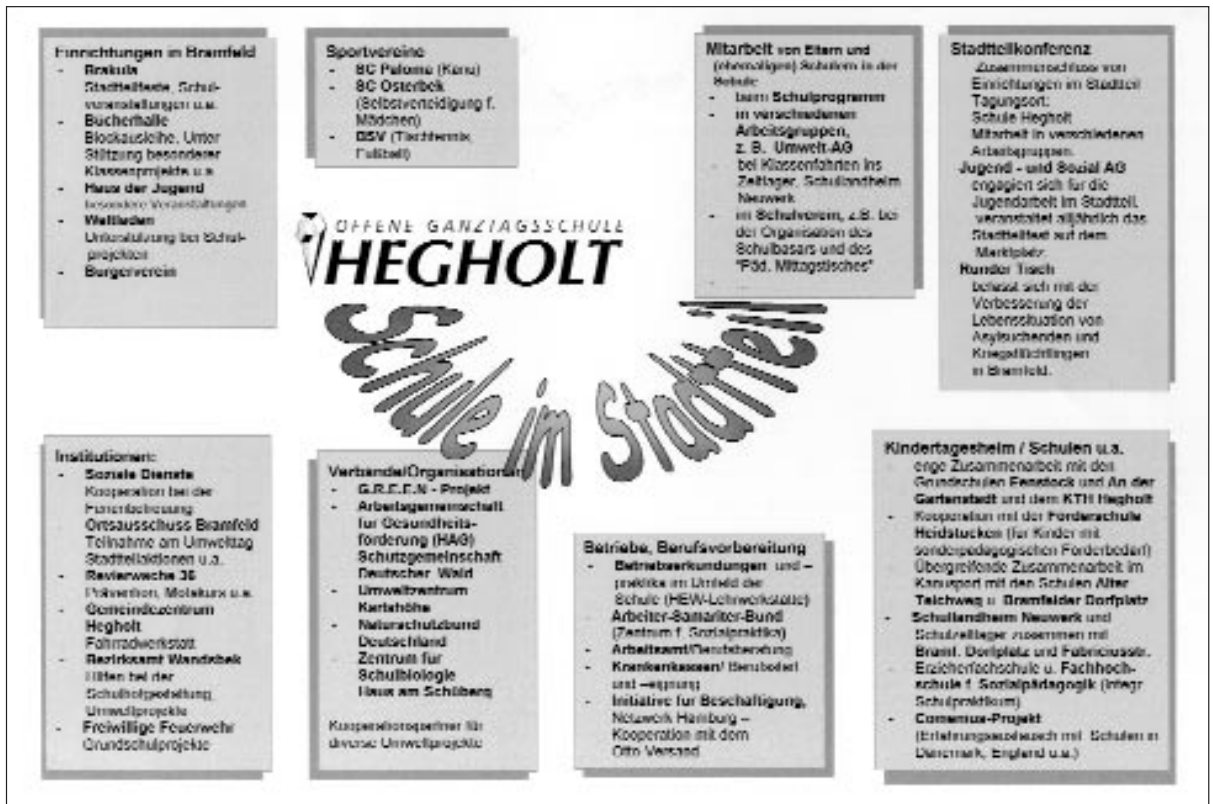 Einrichtungen in Bramfeld
- Brakula
Stadtteilfeste, Schul-
veranstaltungen u.a.
- Bücherhalle
Blockausleihe, Unter
Stützung besonderer
Klassenprojekte u.a
- Haus der Jugend
besondere Veranstaltungen
- Weltladen
Unterstützung bei Schul-
projekten
- Bürgerverein
Sportvereine
- SC Paloma (Kanu)
- SC Osterbek
(Selbstverteidigung f.
Mädchen)
- BSV (Tischtennis,
Fußball)
Mitarbeit von Eltern und
(ehemaligen) Schülern in der
Schule
- beim Schulprogramm
- in verschiedenen
Arbeitsgruppen,
z. B. Umwelt-AG
- bei Klassenfahrten ins
Zeltlager, Schullandheim
Neuwerk
- im Schulverein, z.B. bei
der Organisation des
Schulbasars und des
"Päd. Mittagstisches"
Stadtteilkonferenz
Zusammenschluss von
Einrichtungen im Stadtteil
Tagungsort:
Schule Hegholt
Mitarbeit in verschiedenen
Arbeitsgruppen.
Jugend - und Sozial AG
engagiert sich für die
Jugendarbeit im Stadtteil,
veranstaltet alljährlich das
Stadtteilfest auf dem
Marktplatz.
Runder Tisch
befasst sich mit der
Verbesserung der
Lebenssituation von
Asylsuchenden und
Kriegsflüchtlingen
in Bramfeld.
OFFENE GANZTAGSSCHULE
HEGHOLT
Schule im Stadtteil
Institutionen:
- Soziale Dienste
Kooperation bei der
Ferienbetreuung
Ortsausschuss Bramfeld
Teilnahme am Umwelttag
Stadtteilaktionen u.a.
- Revierwache 36
Prävention, Mofakurs u.a.
- Gemeindezentrum
Hegholt
Fahrradwerkstatt
- Bezirksamt Wandsbek
Hilfen bei der
Schulhofgestaltung,
Umweltprojekte
- Freiwillige Feuerwehr
Grundschulprojekte
Verbände/Organisationen
- G.R.E.E.N - Projekt
- Arbeitsgemeinschaft
für Gesundheits-
förderung (HAG)
Schutzgemeinschaft
Deutscher Wald
- Umweltzentrum
Karlshöhe
- Naturschutzbund
Deutschland
- Zentrum für
Schulbiologie
Haus am Schüberg
Kooperationspartner für
diverse Umweltprojekte
Betriebe, Berufsvorbereitung
- Betriebserkundungen und –
praktika im Umfeld der
Schule (HEW-Lehrwerkstätte)
- Arbeiter-Samariter-Bund
(Zentrum f. Sozialpraktika)
- Arbeitsamt/Berufsberatung
- Krankenkassen/
und –eignung
- Initiative für Beschäftigung,
Netzwerk Hamburg –
Kooperation mit dem
Otto Versand
Kindertagesheim / Schulen u.a.
- enge Zusammenarbeit mit den
Grundschulen Fenstock und An der
Gartenstadt und dem KTH Hegholt
- Kooperation mit der Förderschule
Heidstücken (für Kinder mit
sonderpädagogischen Förderbedarf)
- Übergreifende Zusammenarbeit im
Kanusport mit den Schulen Alter
Teichweg u. Bramfelder Dorfplatz
- Schullandheim Neuwerk und
Schulzeltlager zusammen mit
Bramf. Dorfplatz und Fabriciusstr.
- Erzieherfachschule u. Fachhoch-
schule f. Sozialpädagogik (integr.
Schulpraktikum)
- Comenius-Projekt
(Erfahrungsaustausch mit Schulen in
Dänemark, England u.a.)